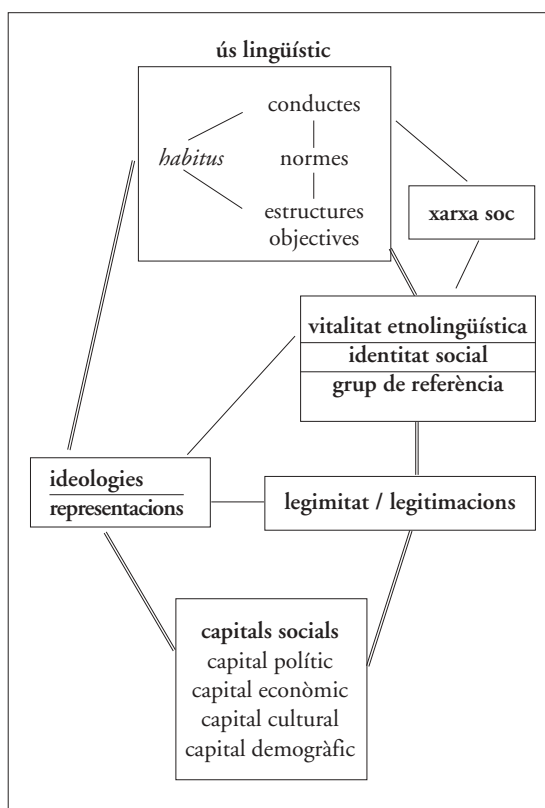 ús lingüístic
conductes
habitus
normes
estructures
objectives
xarxa soc
vitalitat etnolingüística
identitat social
grup de referència
ideologies
representacions
legimitat / legitimacions
capitals socials
capital polític
capital econòmic
capital cultural
capital demogràfic